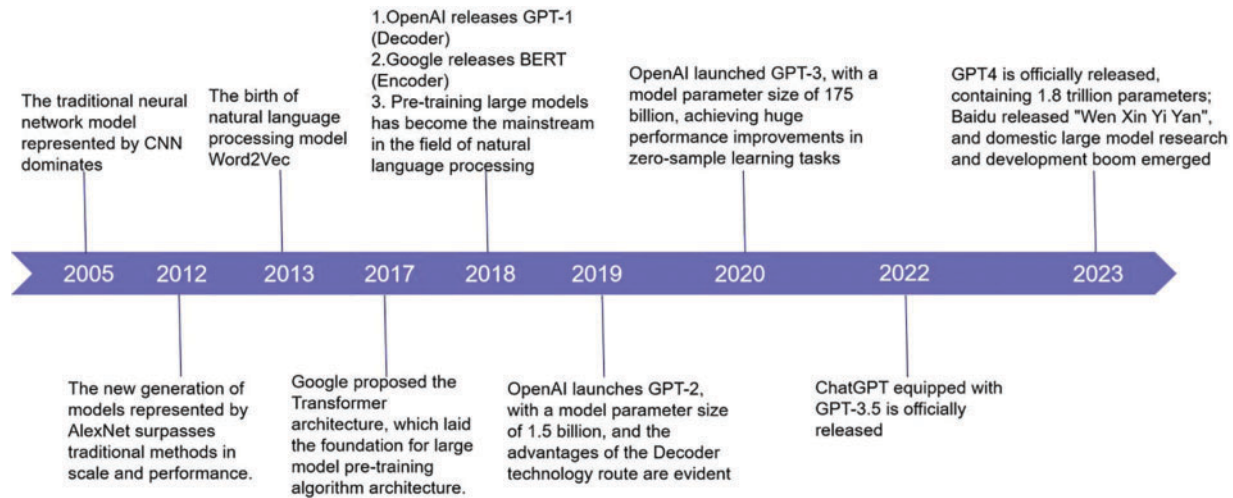 The traditional neural
network model
represented by CNN
dominates
The birth of
natural language
processing model
Word2Vec
1.OpenAI releases GPT-1
(Decoder)
2.Google releases BERT
(Encoder)
3. Pre-training large models
has become the mainstream
in the field of natural
language processing
OpenAI launched GPT-3, with a
model parameter size of 175
billion, achieving huge
performance improvements in
zero-sample learning tasks
GPT4 is officially released,
containing 1.8 trillion parameters;
Baidu released "Wen Xin Yi Yan",
and domestic large model research
and development boom emerged
2005 2012 2013 2017 2018 2019 2020 2022 2023
The new generation of
models represented by
AlexNet surpasses
traditional methods in
scale and performance.
Google proposed the
Transformer
architecture, which laid
the foundation for large
model pre-training
algorithm architecture.
OpenAI launches GPT-2,
with a model parameter size
of 1.5 billion, and the
advantages of the Decoder
technology route are evident
ChatGPT equipped with
GPT-3.5 is officially
released